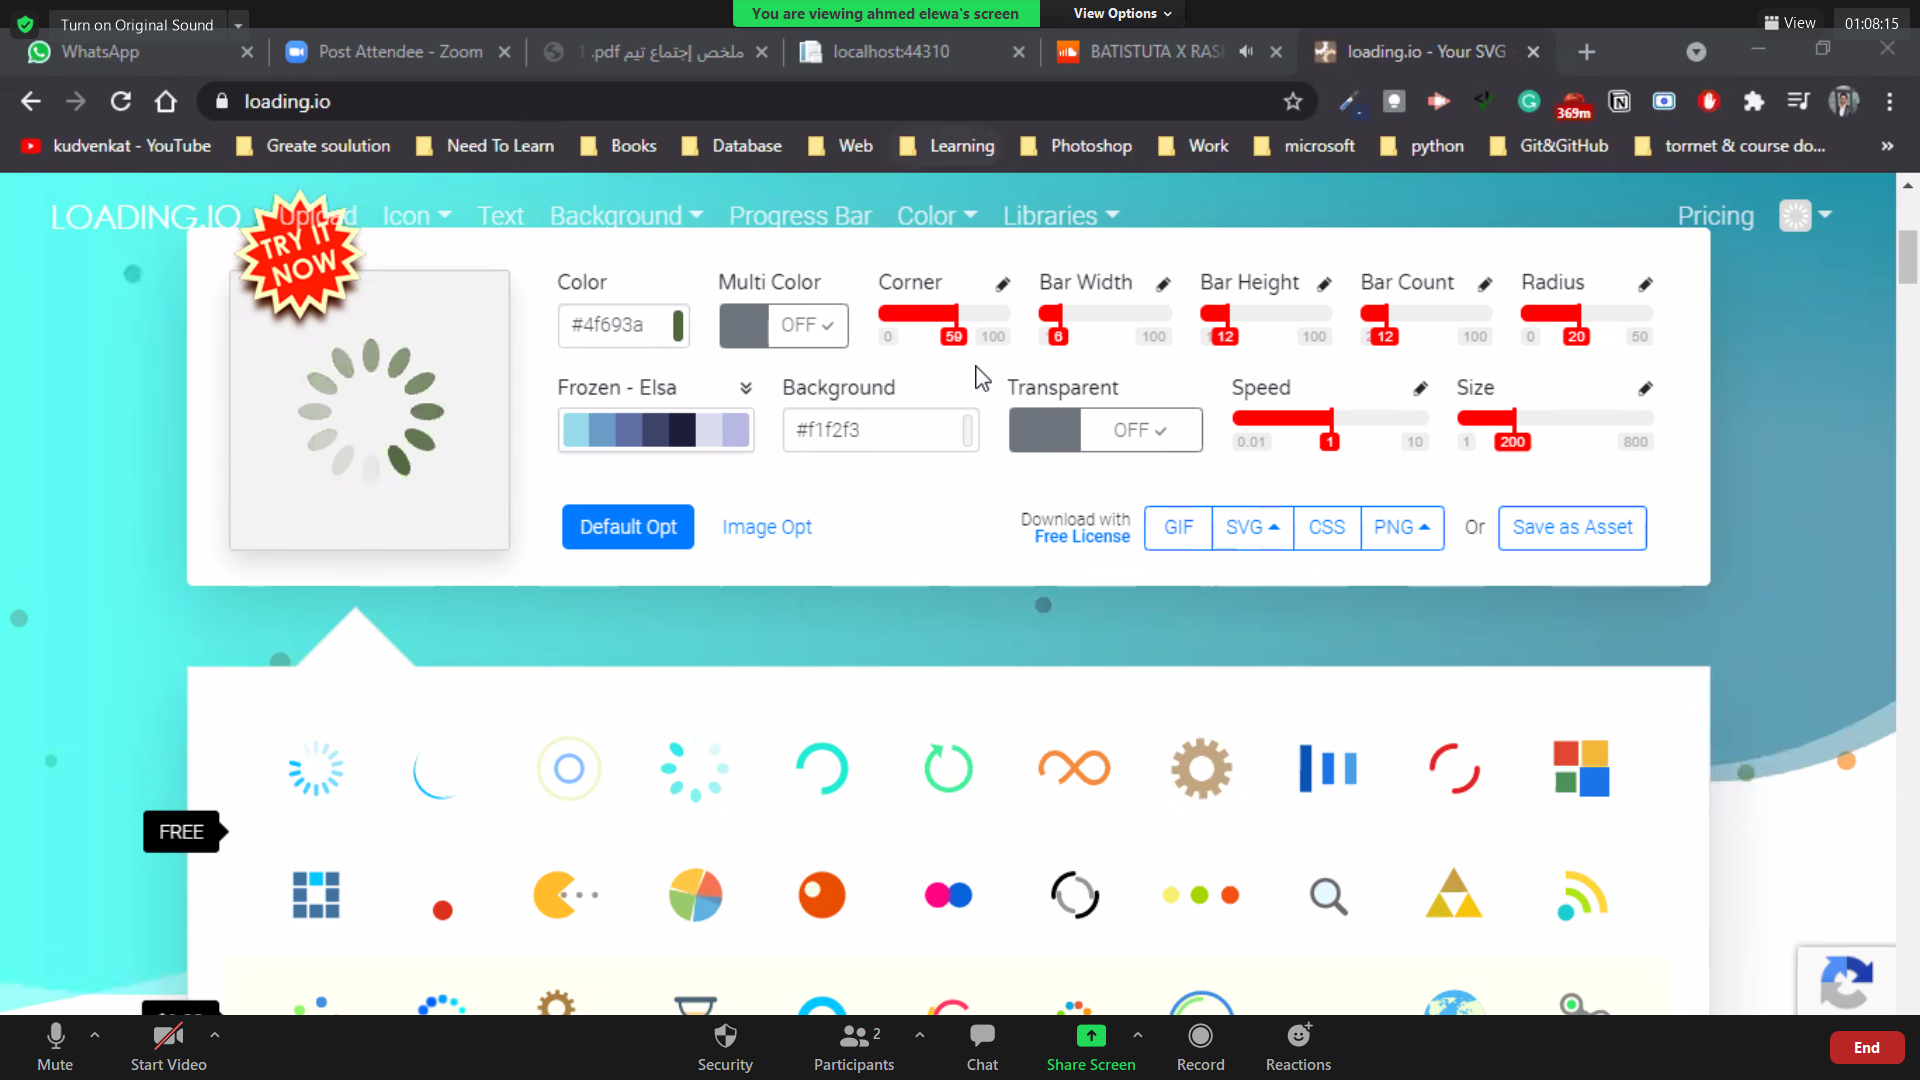 You are viewing ahmed elewa's screen
View Options
Turn on Original Sound
View
01:08:15
WhatsApp
Post Attendee - Zoom
ملخص إجتماع تيم pdf. 1
localhost:44310
BATISTUTA X RASH
loading.io - Your SVG
loading.io
369m
kudvenkat - YouTube
Greate soulution
Need To Learn
Books
Database
Web
Learning
Photoshop
Work
microsoft
python
Git&GitHub
torrnet & course do...
»
LOADING.IO
Upload
Icon
Text
Background
Progress Bar
Color
Libraries
Pricing
TRY IT
NOW
Color
Multi Color
Corner
Bar Width
Bar Height
Bar Count
Radius
#4f693a
OFF
0 59 100
6 100
12 100
12 100
0 20 50
Frozen - Elsa
Background
Transparent
Speed
Size
#f1f2f3
OFF
0.01 1 10
1 200 800
Default Opt
Image Opt
Download with
Free License
GIF
SVG
CSS
PNG
Or
Save as Asset
FREE
Mute
Start Video
Security
Participants
2
Chat
Share Screen
Record
Reactions
End